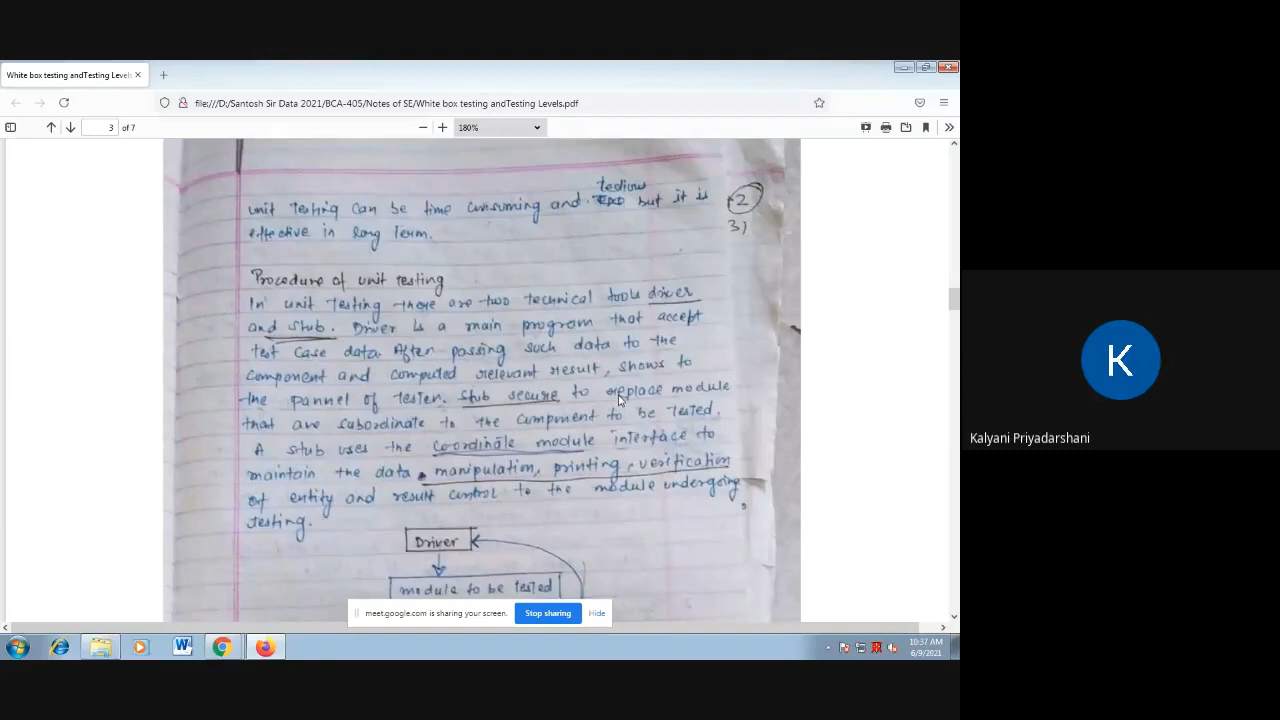 White box testing andTesting Levels
file:///D:/Santosh Sir Data 2021/BCA-405/Notes of SE/White box testing andTesting Levels.pdf
3 of 7
180%
tedious
unit testing can be time consuming and but it is
effective in long term.
2
3)
Procedure of unit testing
In unit testing there are two technical tools driver
and stub. Driver is a main program that accept
test case data. After passing such data to the
component and computed relevant result, shows to
the pannel of tester. Stub secure to replace module
that are subordinate to the component to be tested.
A stub uses the coordinate module interface to
maintain the data manipulation, printing, verification
of entity and result control to the module undergoing
testing.
Driver
module to be tested
meet.google.com is sharing your screen.
Stop sharing
Hide
10:37 AM
6/9/2021
K
Kalyani Priyadarshani